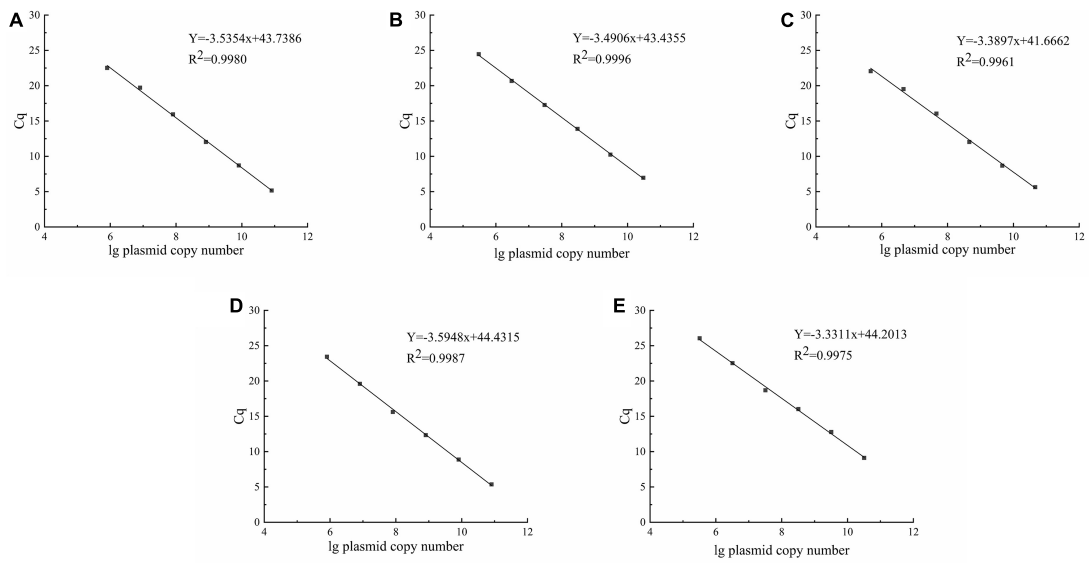 A
30
25
20
15
10
5
0
Cq
Y=-3.5354x+43.7386
R2=0.9980
4 6 8 10 12
lg plasmid copy number
B
30
25
20
15
10
5
0
Cq
Y=-3.4906x+43.4355
R2=0.9996
4 6 8 10 12
lg plasmid copy number
C
30
25
20
15
10
5
0
Cq
Y=-3.3897x+41.6662
R2=0.9961
4 6 8 10 12
lg plasmid copy number
D
30
25
20
15
10
5
0
Cq
Y=-3.5948x+44.4315
R2=0.9987
4 6 8 10 12
lg plasmid copy number
E
30
25
20
15
10
5
0
Cq
Y=-3.3311x+44.2013
R2=0.9975
4 6 8 10 12
lg plasmid copy number